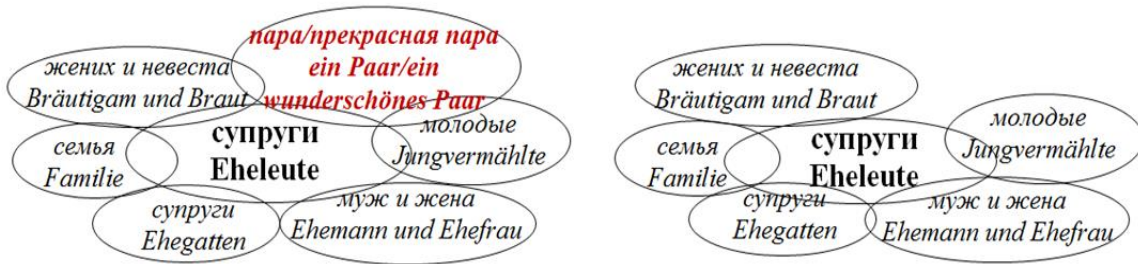 пара/прекрасная пара
ein Paar/ein
wunderschönes Paar
жених и невеста
Bräutigam und Braut
супруги
Eheleute
молодые
Jungvermählte
семья
Familie
супруги
Ehegatten
муж и жена
Ehemann und Ehefrau
жених и невеста
Bräutigam und Braut
молодые
Jungvermählte
семья
Familie
супруги
Eheleute
супруги
Ehegatten
муж и жена
Ehemann und Ehefrau